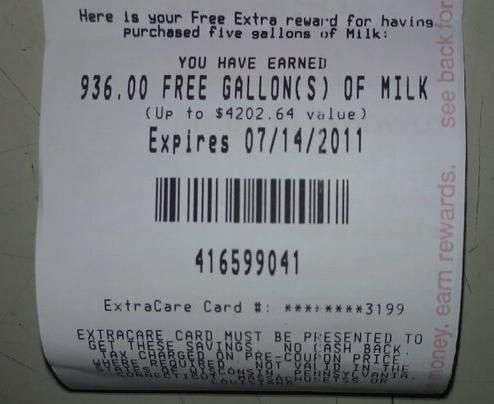 Here is your Free Extra reward for having
purchased five gallons of Milk:
YOU HAVE EARNED
936.00 FREE GALLON(S) OF MILK
(Up to $4202.64 value)
Expires 07/14/2011
416599041
ExtraCare Card #: ********3199
EXTRACARE CARD MUST BE PRESENTED TO
GET THESE SAVINGS. NO CASH BACK.
TAX CHARGED ON PRE-COUPON PRICE
money, earn rewards. see back for